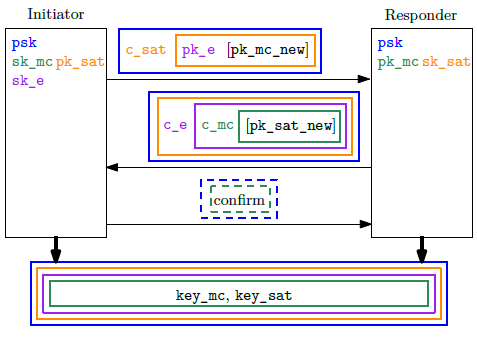 Initiator
Responder
psk
sk_mc pk_sat
sk_e
c_sat pk_e [pk_mc_new]
psk
pk_mc sk_sat
c_e c_mc [pk_sat_new]
confirm
key_mc, key_sat